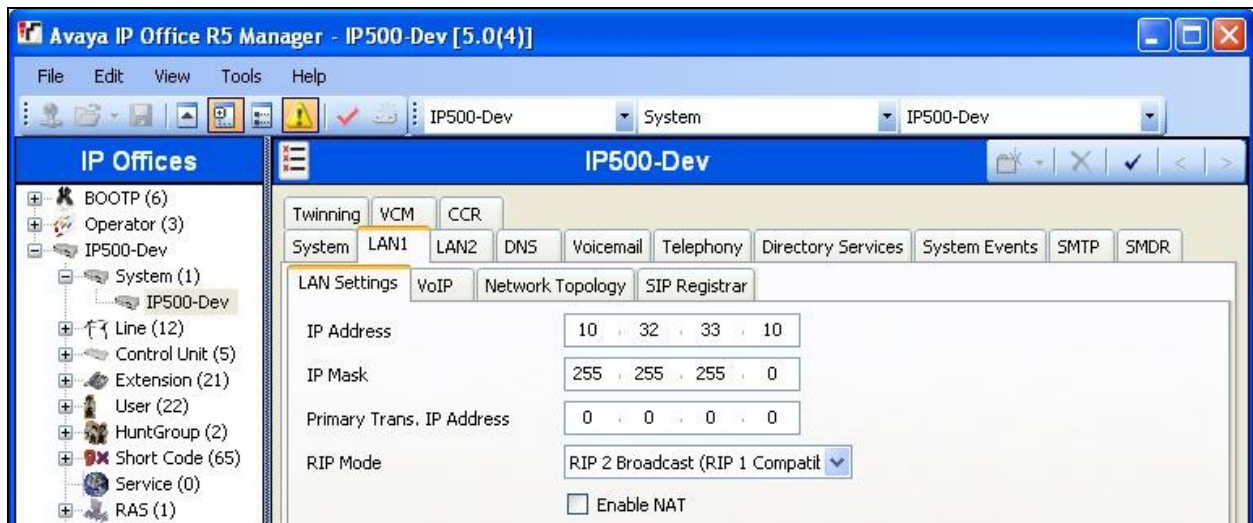 Avaya IP Office R5 Manager - IP500-Dev [5.0(4)]
File Edit View Tools Help
IP500-Dev System IP500-Dev
IP Offices
IP500-Dev
BOOTP (6)
Operator (3)
IP500-Dev
System (1)
IP500-Dev
Line (12)
Control Unit (5)
Extension (21)
User (22)
HuntGroup (2)
Short Code (65)
Service (0)
RAS (1)
Twinning VCM CCR
System LAN1 LAN2 DNS Voicemail Telephony Directory Services System Events SMTP SMDR
LAN Settings VoIP Network Topology SIP Registrar
IP Address 10 . 32 . 33 . 10
IP Mask 255 . 255 . 255 . 0
Primary Trans. IP Address 0 . 0 . 0 . 0
RIP Mode RIP 2 Broadcast (RIP 1 Compatit
Enable NAT